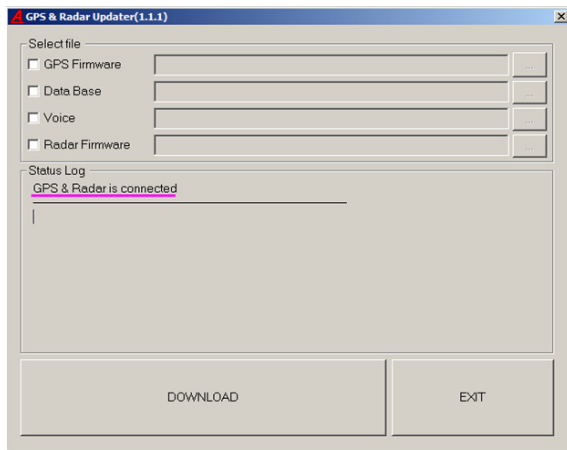 GPS & Radar Updater(1.1.1)
Select file
GPS Firmware
...
Data Base
...
Voice
...
Radar Firmware
...
Status Log
GPS & Radar is connected
DOWNLOAD
EXIT